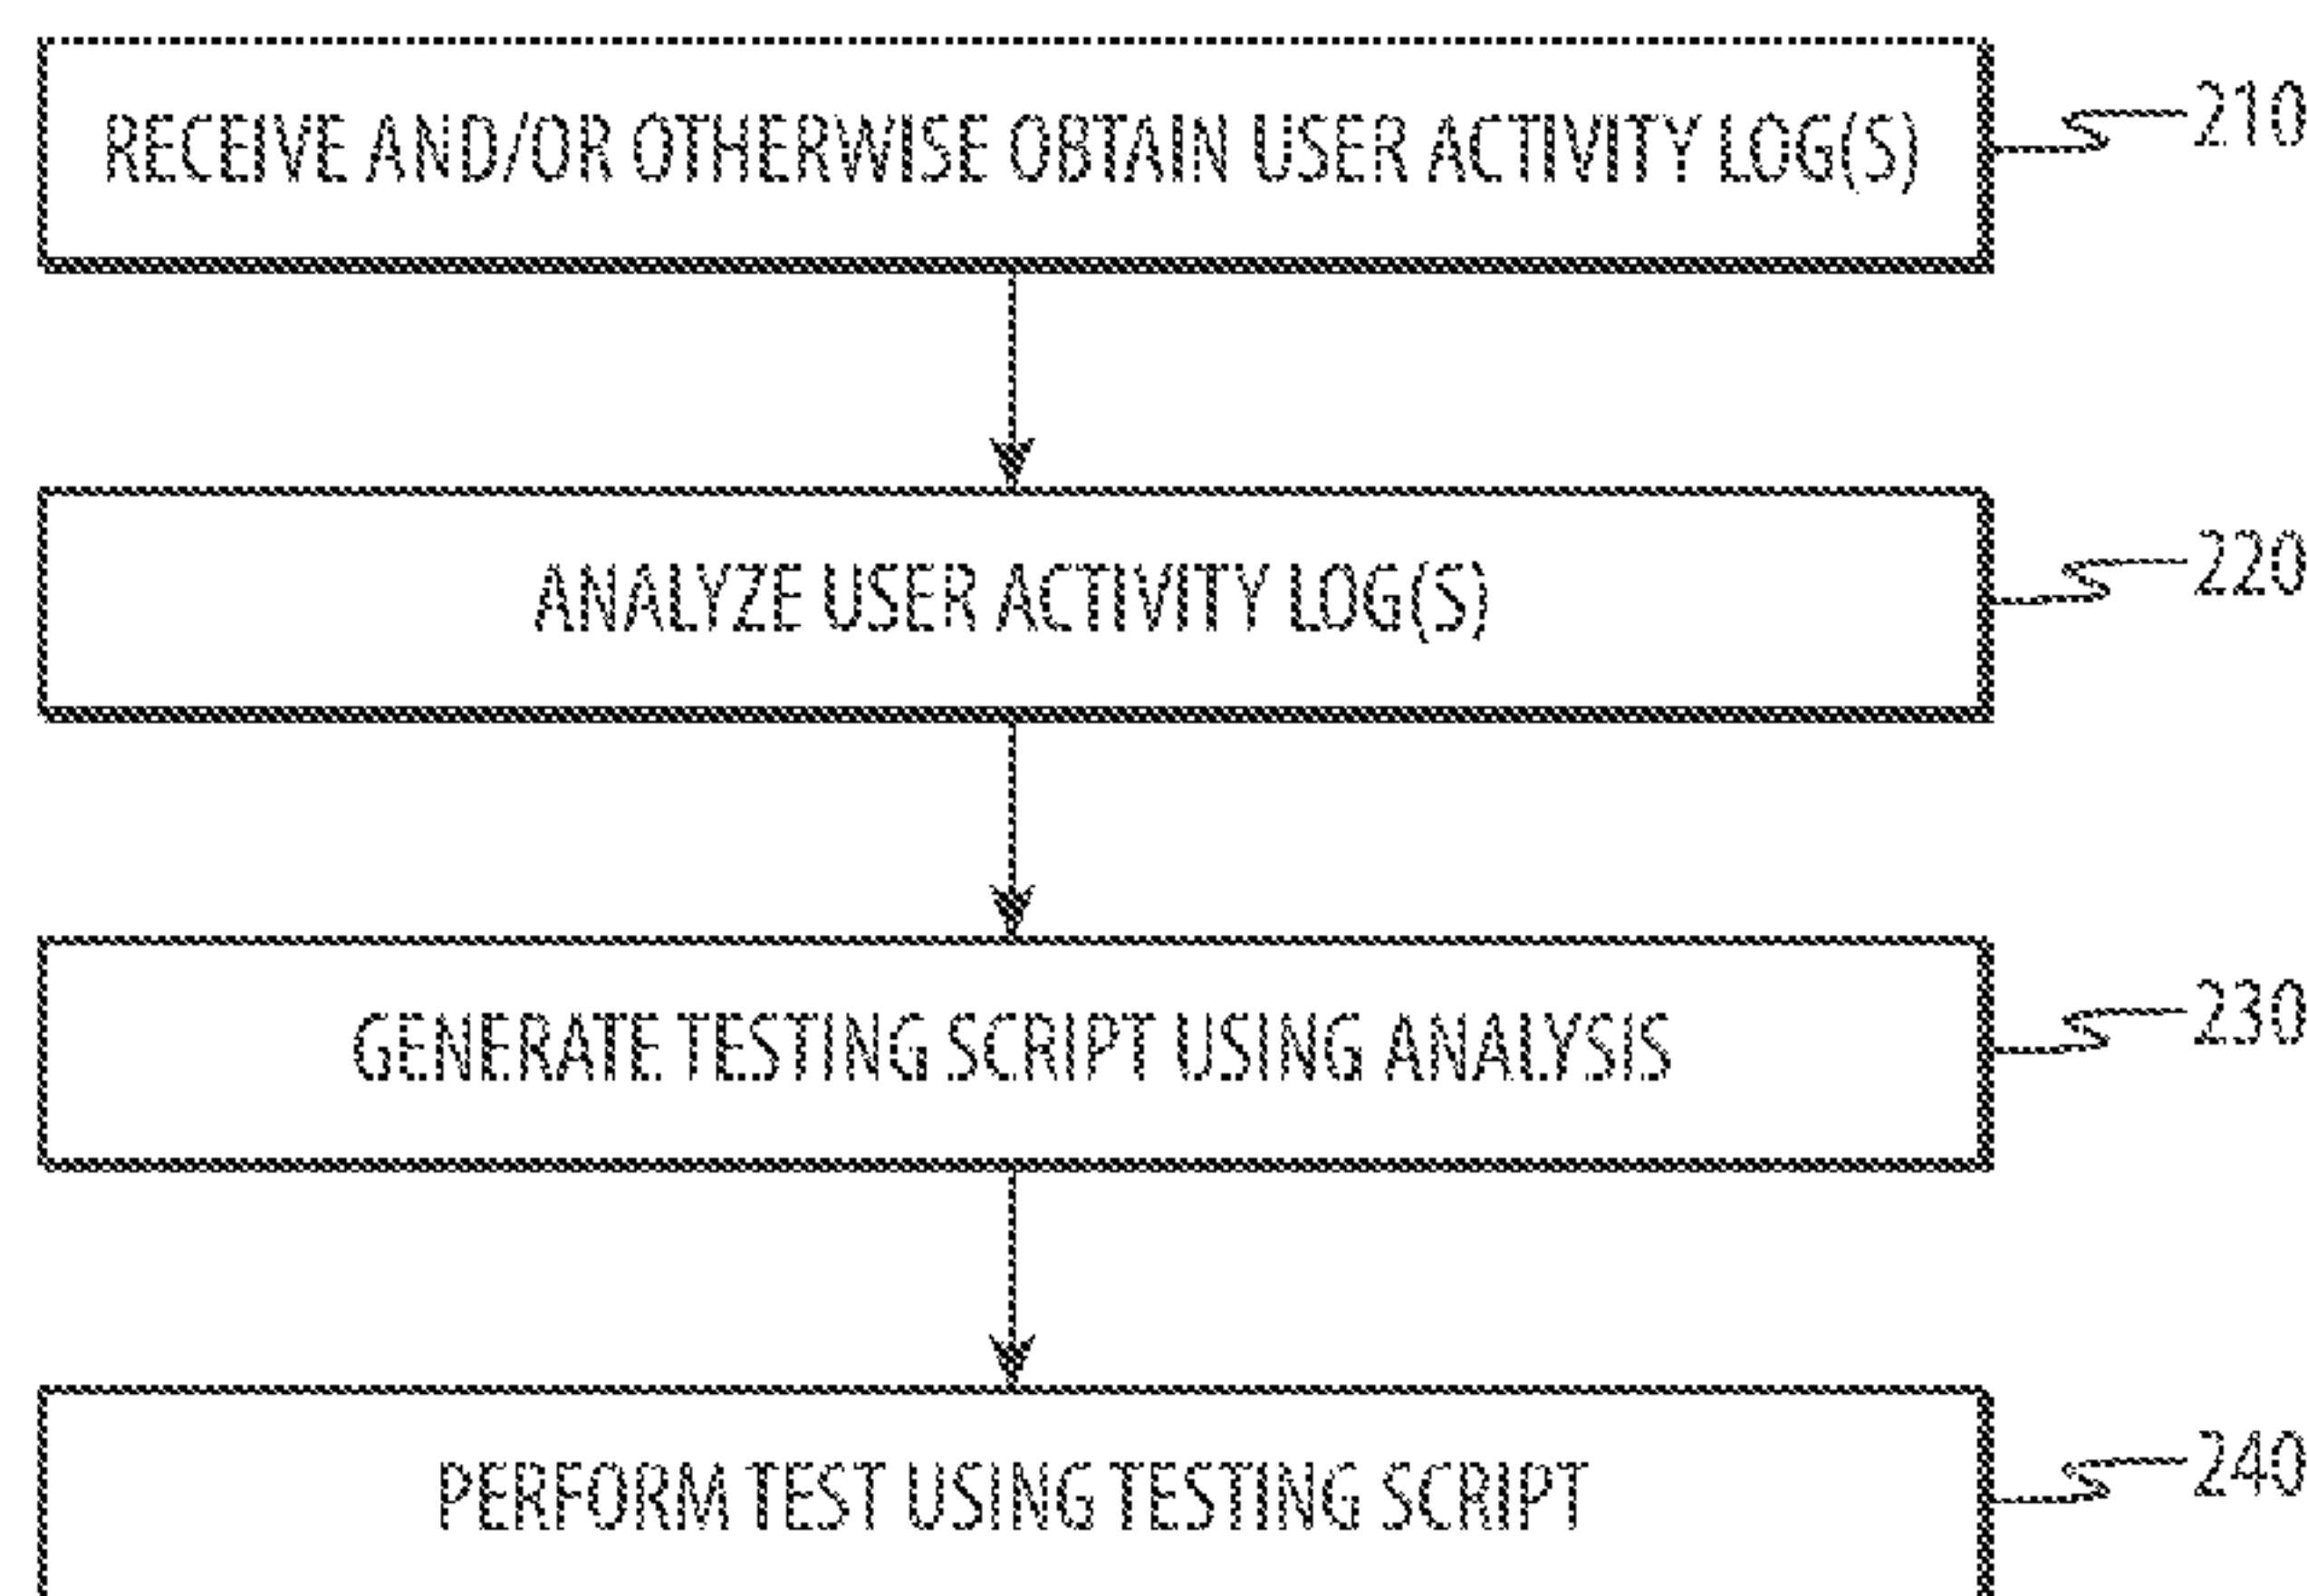 RECEIVE AND/OR OTHERWISE OBTAIN USER ACTIVITY LOG(S)
210
ANALYZE USER ACTIVITY LOG(S)
220
GENERATE TESTING SCRIPT USING ANALYSIS
230
PERFORM TEST USING TESTING SCRIPT
240